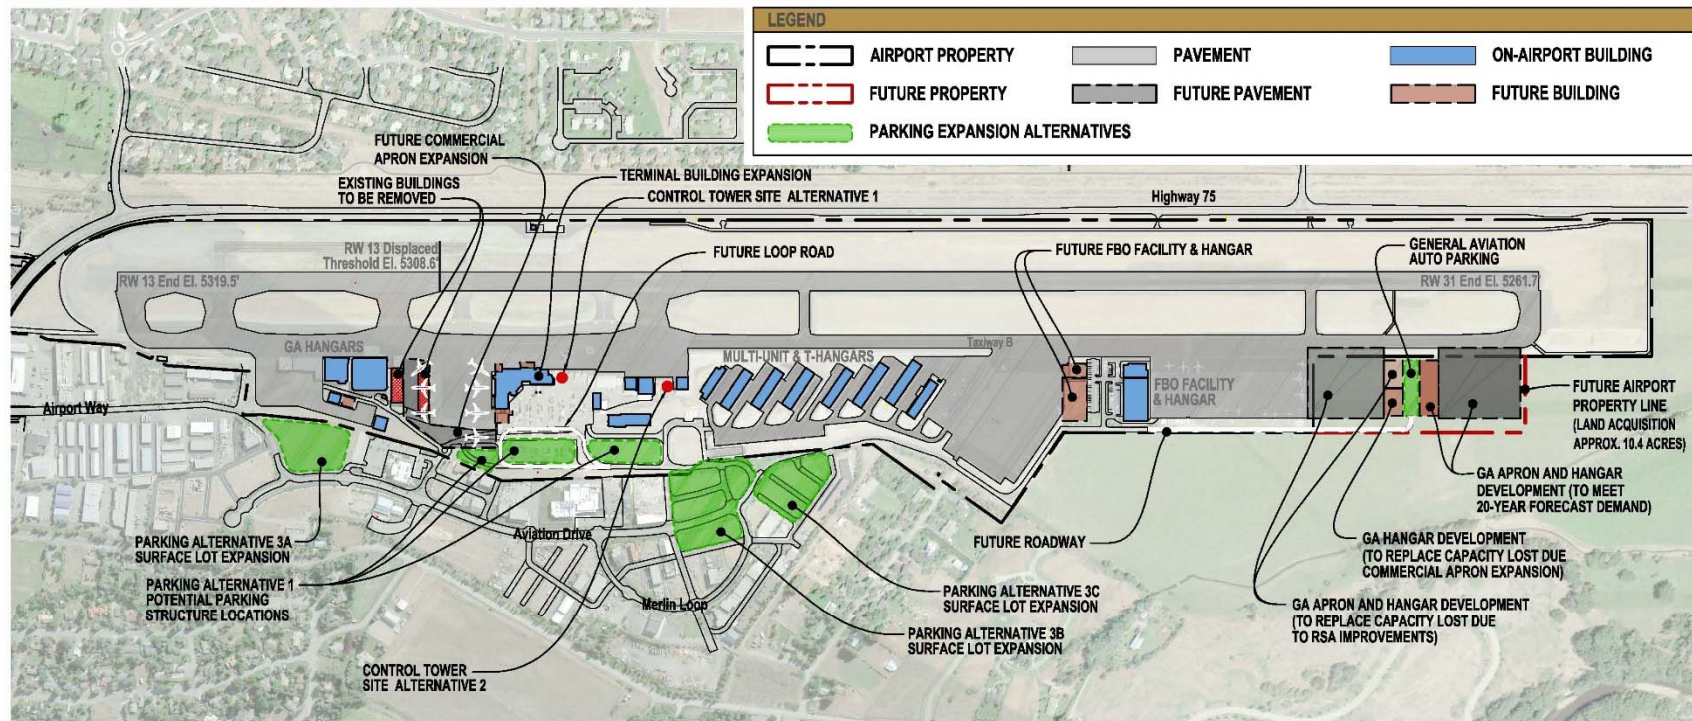 LEGEND
AIRPORT PROPERTY
PAVEMENT
ON-AIRPORT BUILDING
FUTURE PROPERTY
FUTURE PAVEMENT
FUTURE BUILDING
PARKING EXPANSION ALTERNATIVES
FUTURE COMMERCIAL
APRON EXPANSION
EXISTING BUILDINGS
TO BE REMOVED
TERMINAL BUILDING EXPANSION
CONTROL TOWER SITE ALTERNATIVE 1
Highway 75
RW 13 Displaced
Threshold El. 5308.6'
FUTURE LOOP ROAD
FUTURE FBO FACILITY & HANGAR
GENERAL AVIATION
AUTO PARKING
RW 13 End El. 5319.5'
RW 31 End El. 5261.7
GA HANGARS
MULTI-UNIT & T-HANGARS
Taxiway B
FBO FACILITY
& HANGAR
FUTURE AIRPORT
PROPERTY LINE
(LAND ACQUISITION
APPROX. 10.4 ACRES)
Airport Way
GA APRON AND HANGAR
DEVELOPMENT (TO MEET
20-YEAR FORECAST DEMAND)
PARKING ALTERNATIVE 3A
SURFACE LOT EXPANSION
Aviation Drive
FUTURE ROADWAY
GA HANGAR DEVELOPMENT
(TO REPLACE CAPACITY LOST DUE
COMMERCIAL APRON EXPANSION)
PARKING ALTERNATIVE 1
POTENTIAL PARKING
STRUCTURE LOCATIONS
Merlin Loop
PARKING ALTERNATIVE 3C
SURFACE LOT EXPANSION
GA APRON AND HANGAR DEVELOPMENT
(TO REPLACE CAPACITY LOST DUE
TO RSA IMPROVEMENTS)
PARKING ALTERNATIVE 3B
SURFACE LOT EXPANSION
CONTROL TOWER
SITE ALTERNATIVE 2